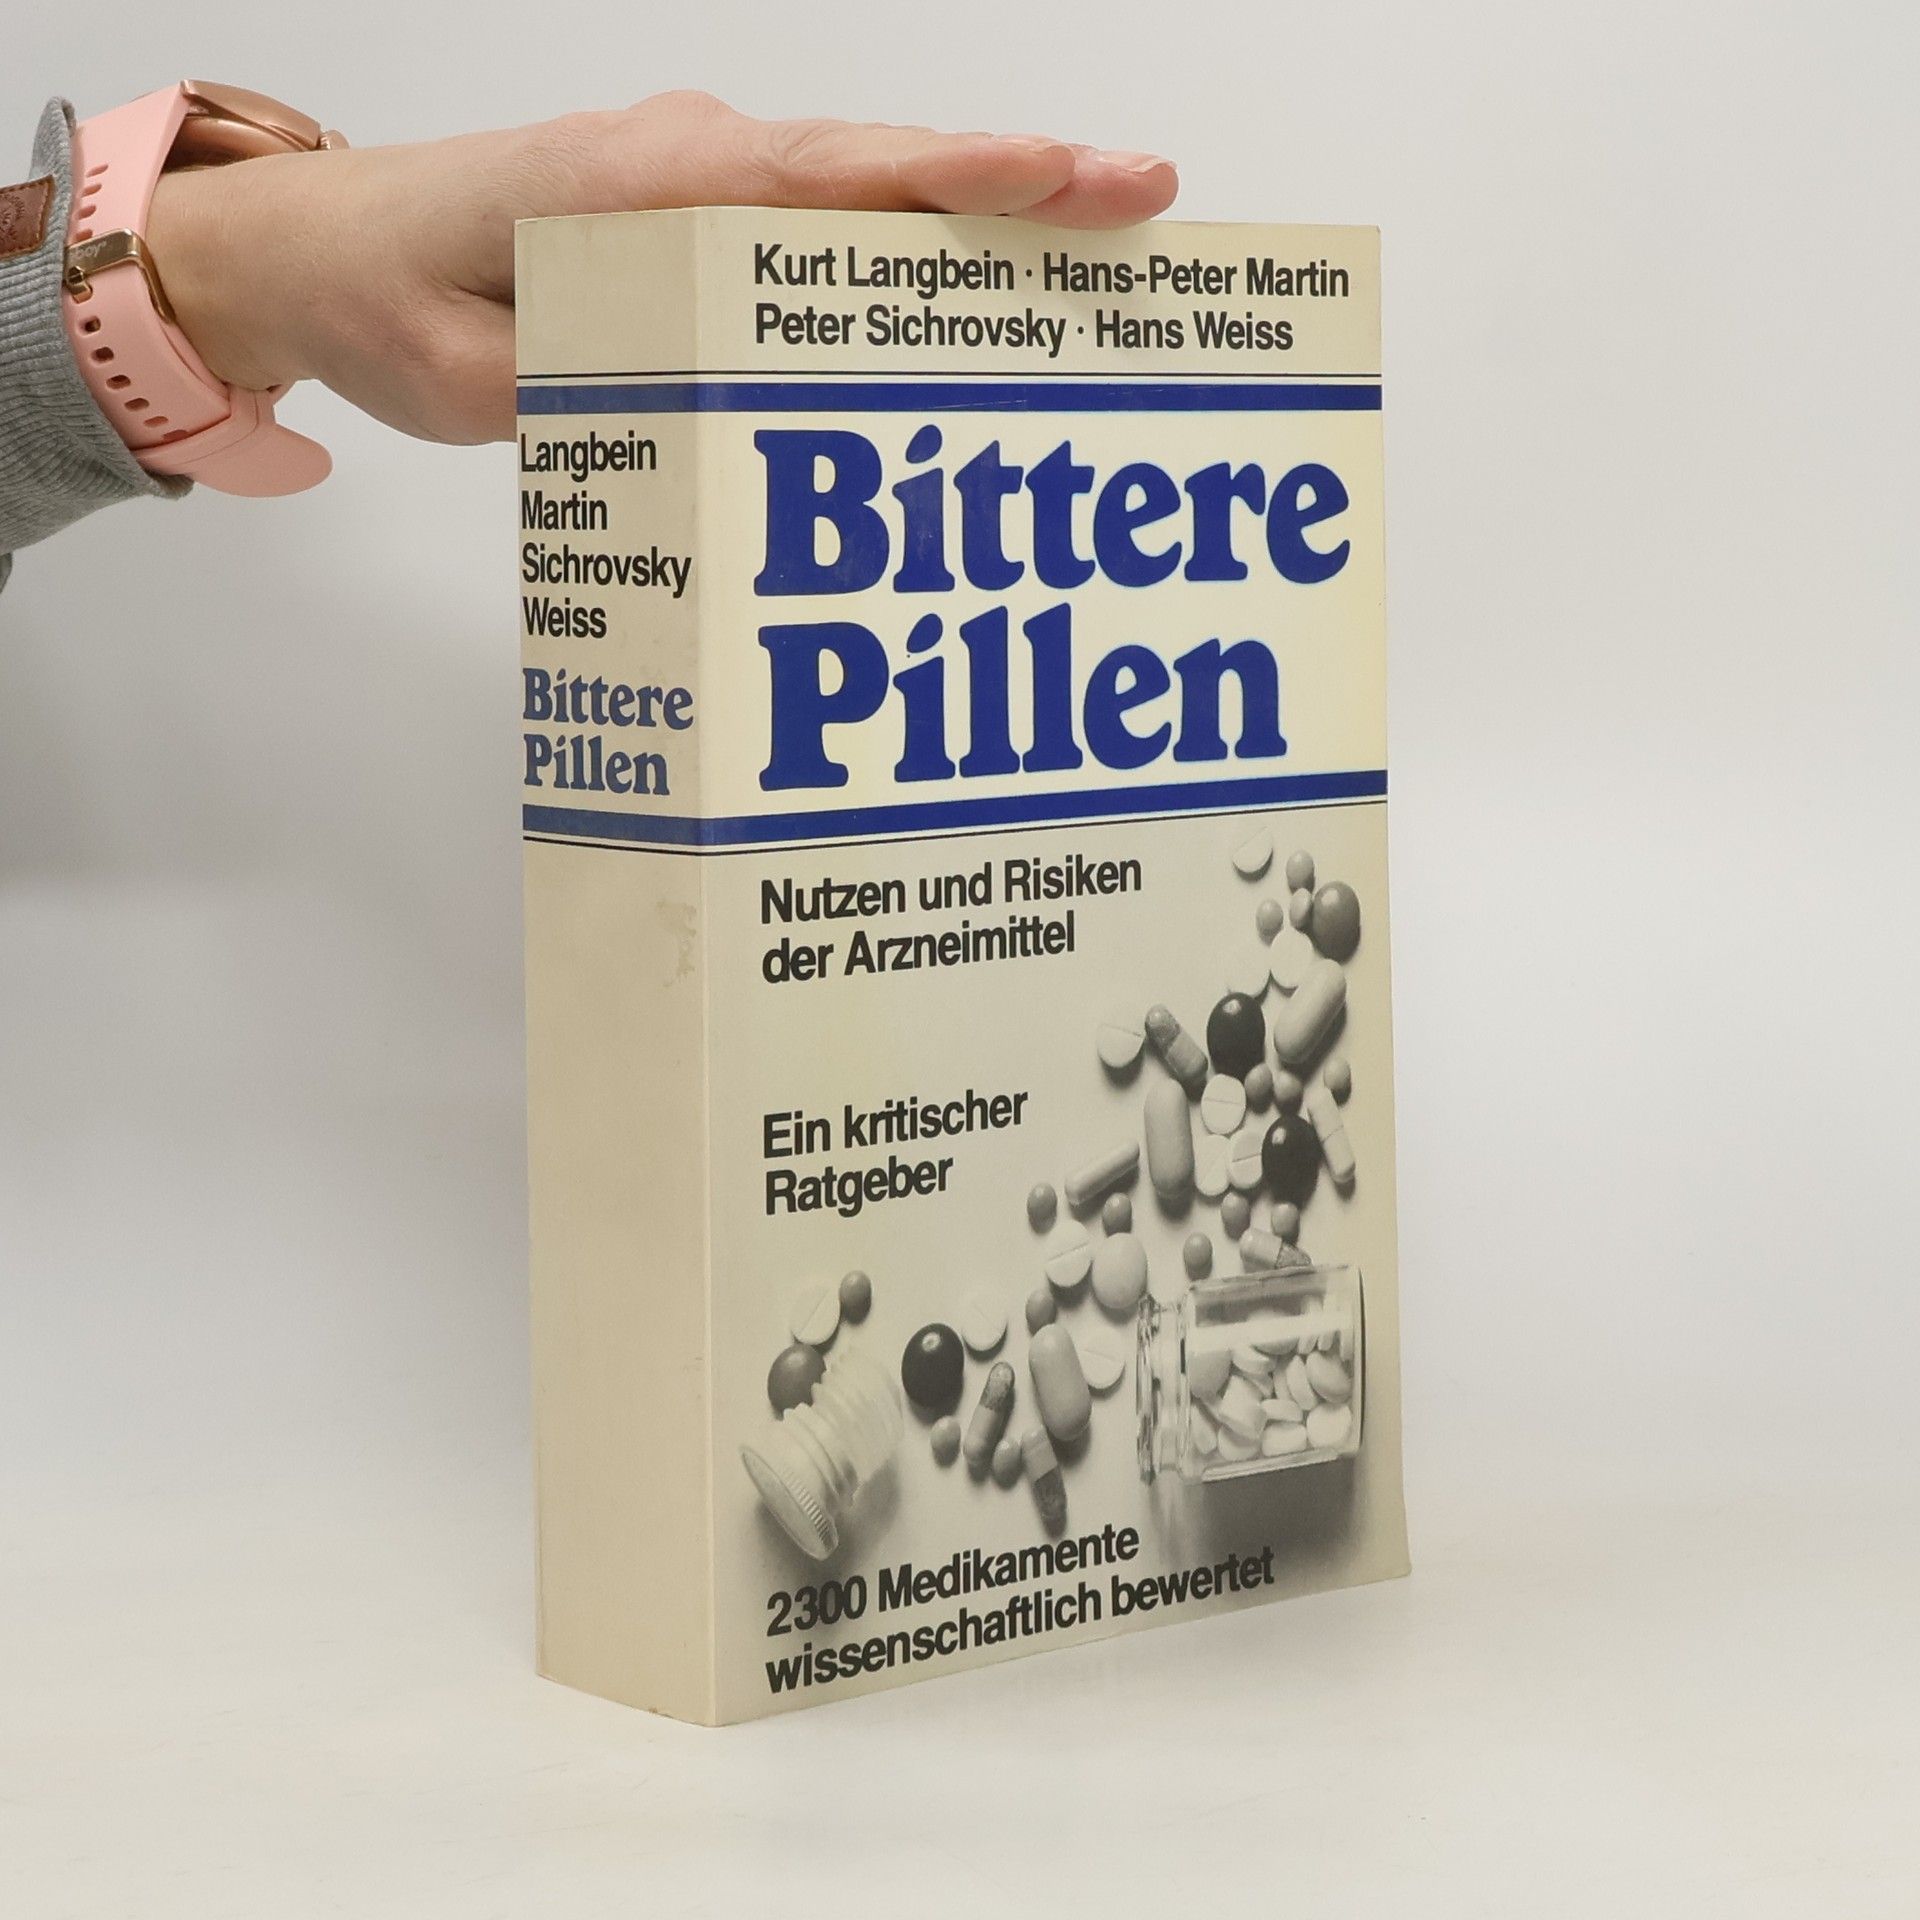 Kurt Langbein · Hans-Peter Martin
Peter Sichrovsky · Hans Weiss
Bittere
Pillen
Nutzen und Risiken
der Arzneimittel
Ein kritischer
Ratgeber
2300 Medikamente
wissenschaftlich bewertet
Langbein
Martin
Sichrovsky
Weiss
Bittere
Pillen